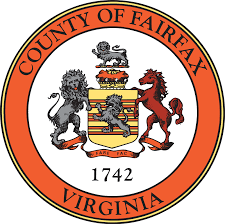 COUNTY OF FAIRFAX
FARE FAC
1742
VIRGINIA